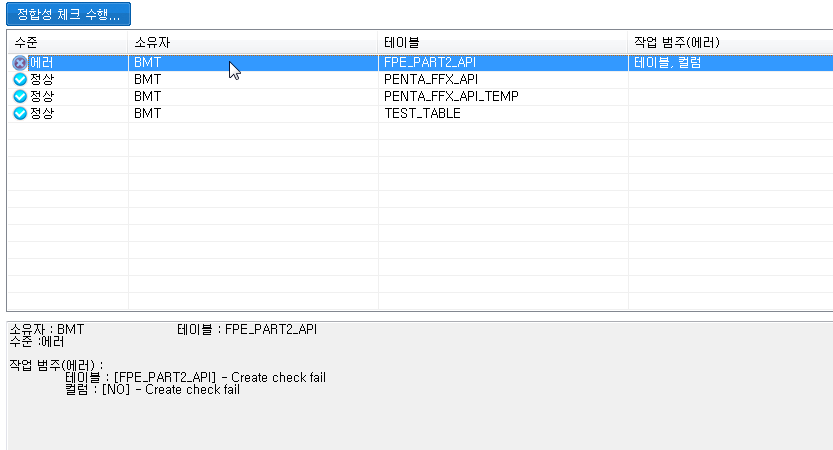 정합성 체크 수행...
수준 소유자 테이블 작업 범주(에러)
에러 BMT FPE_PART2_API 테이블, 컬럼
정상 BMT PENTA_FFX_API
정상 BMT PENTA_FFX_API_TEMP
정상 BMT TEST_TABLE
소유자 : BMT 테이블 : FPE_PART2_API
수준 :에러
작업 범주(에러) :
테이블 : [FPE_PART2_API] - Create check fail
컬럼 : [NO] - Create check fail